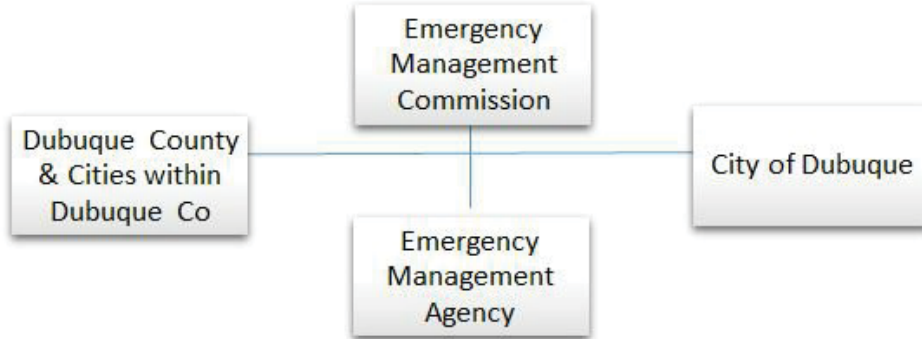 Emergency
Management
Commission
Dubuque County
& Cities within
Dubuque Co
City of Dubuque
Emergency
Management
Agency